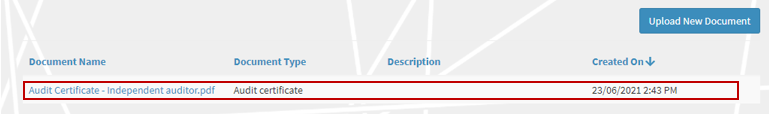 Upload New Document
Document Name Document Type Description Created On
Audit Certificate - Independent auditor.pdf Audit certificate 23/06/2021 2:43 PM